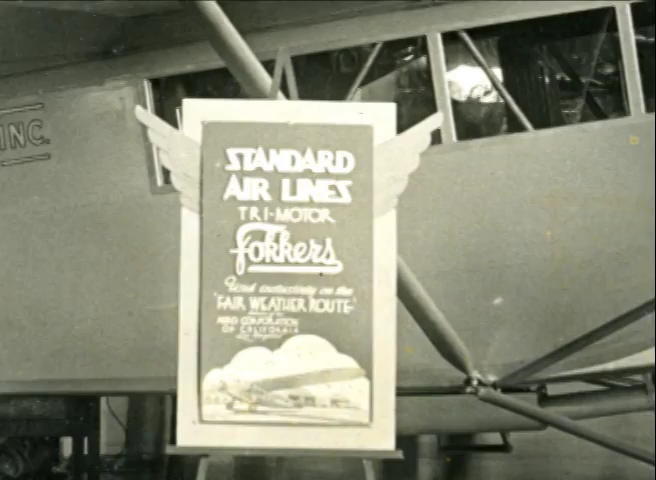 INC.
STANDARD
AIR LINES
TRI-MOTOR
Fokkers
Used exclusively on the
"FAIR WEATHER ROUTE"
AERO CORPORATION
OF CALIFORNIA